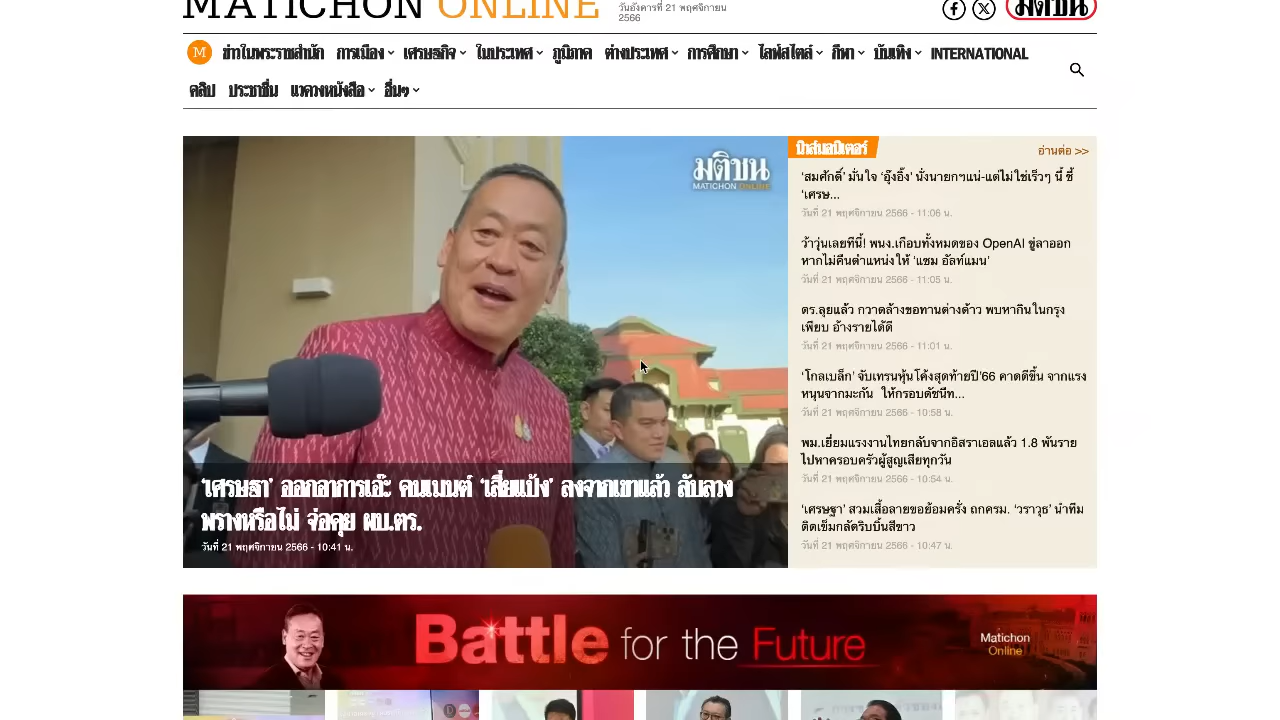 MATICHON ONLINE
วันอังคารที่ 21 พฤศจิกายน
2566
มติชน
M ข่าวในพระราชสำนัก การเมือง เศรษฐกิจ ในประเทศ ภูมิภาค ต่างประเทศ การศึกษา ไลฟ์สไตล์ กีฬา บันเทิง INTERNATIONAL
คลิป ประชาชื่น แวดวงหนังสือ อื่นๆ
มติชน
MATICHON ONLINE
‘เศรษฐา’ ออกอาการเอ๊ะ คนเมนต์ ‘เสี่ยแป้ง’ ลงจากเขาแล้ว ลับลวง
พรางหรือไม่ จ่อคุย ผบ.ตร.
วันที่ 21 พฤศจิกายน 2566 - 10:41 น.
นิวส์มอนิเตอร์
อ่านต่อ >>
‘สมศักดิ์’ มั่นใจ ‘อุ๊งอิ๊ง’ นั่งนายกฯแน่-แต่ไม่ใช่เร็วๆ นี้ ชี้
‘เศรษ...
วันที่ 21 พฤศจิกายน 2566 - 11:06 น.
ว้าวุ่นเลยทีนี้! พนง.เกือบทั้งหมดของ OpenAI ขู่ลาออก
หากไม่คืนตำแหน่งให้ ‘แซม อัลท์แมน’
วันที่ 21 พฤศจิกายน 2566 - 11:05 น.
ตร.ลุยแล้ว กวาดล้างขอทานต่างด้าว พบหากินในกรุง
เพียบ อ้างรายได้ดี
วันที่ 21 พฤศจิกายน 2566 - 11:01 น.
‘โกลเบล็ก’ จับเทรนหุ้นโค้งสุดท้ายปี’66 คาดดีขึ้น จากแรง
หนุนจากมะกัน ให้กรอบดัชนีท...
วันที่ 21 พฤศจิกายน 2566 - 10:58 น.
พม.เยี่ยมแรงงานไทยกลับจากอิสราเอลแล้ว 1.8 พันราย
ไปหาครอบครัวผู้สูญเสียทุกวัน
วันที่ 21 พฤศจิกายน 2566 - 10:54 น.
‘เศรษฐา’ สวมเสื้อลายขอย้อมครั่ง ถกครม. ‘วราวุธ’ นำทีม
ติดเข็มกลัดริบบิ้นสีขาว
วันที่ 21 พฤศจิกายน 2566 - 10:47 น.
Battle for the Future
Matichon
Online